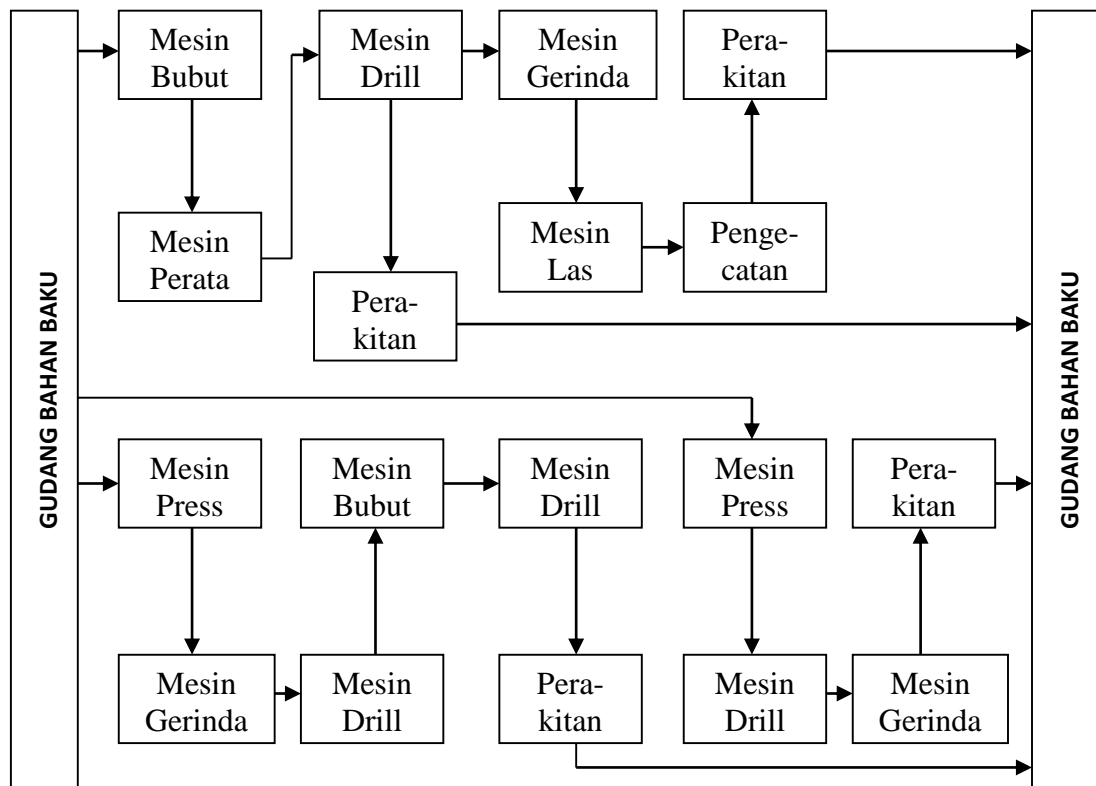 GUDANG BAHAN BAKU
Mesin
Bubut
Mesin
Drill
Mesin
Gerinda
Pera-
kitan
Mesin
Perata
Mesin
Las
Penge-
catan
Pera-
kitan
Mesin
Press
Mesin
Bubut
Mesin
Drill
Mesin
Press
Pera-
kitan
Mesin
Gerinda
Mesin
Drill
Pera-
kitan
Mesin
Drill
Mesin
Gerinda
GUDANG BAHAN BAKU